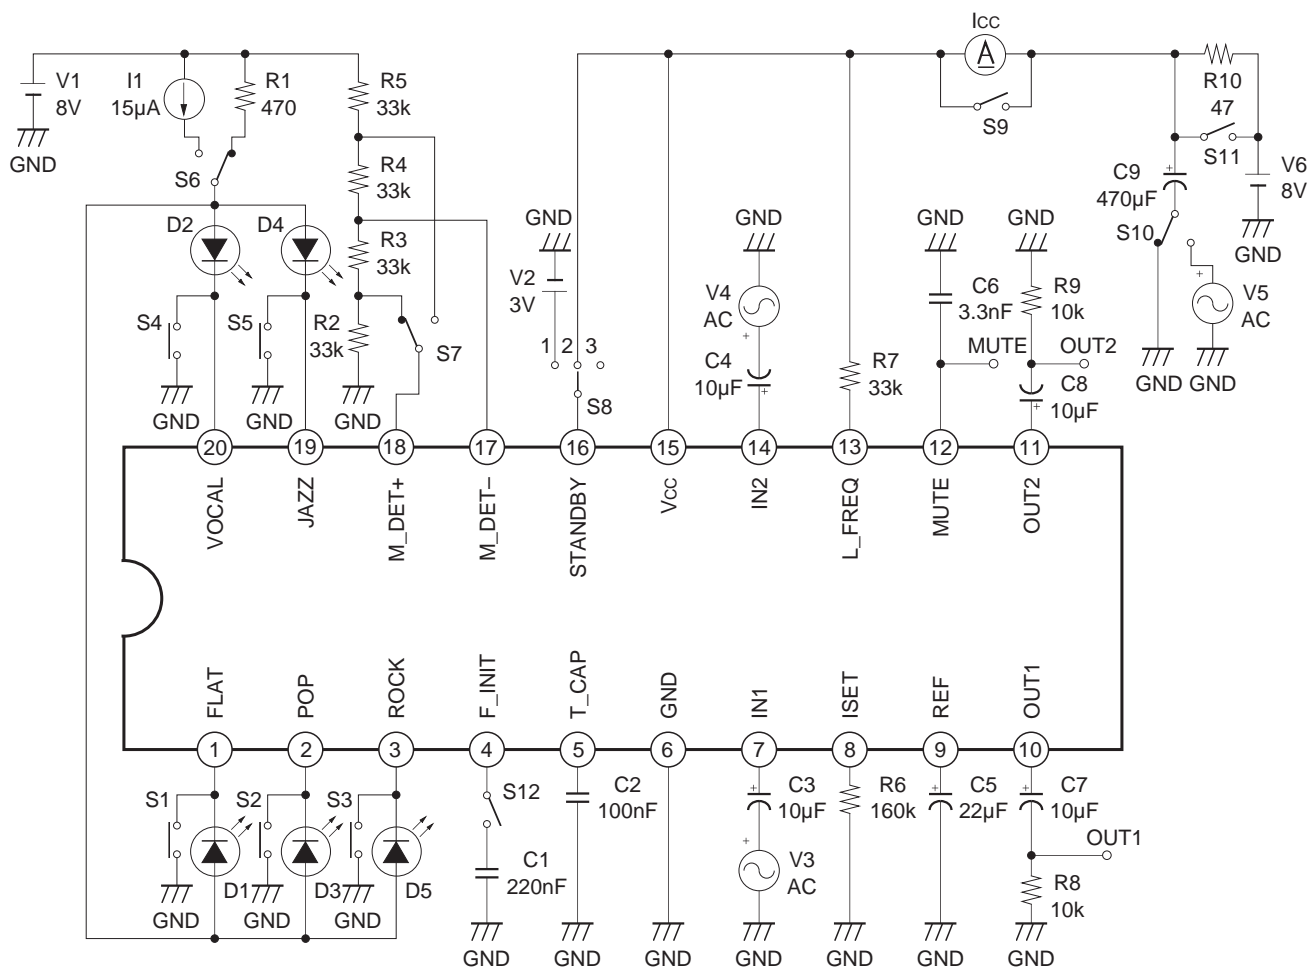 ICC
A
V1
8V
GND
I1
15µA
R1
470
R5
33k
S9
R10
47
S11
V6
8V
GND
S6
R4
33k
C9
470µF
S10
D2
D4
R3
33k
GND
V2
3V
GND
V4
AC
GND
C6
3.3nF
GND
R9
10k
V5
AC
GND
GND
S4
S5
R2
33k
S7
GND
GND
GND
1 2 3
S8
C4
10µF
R7
33k
MUTE
OUT2
C8
10µF
20 19 18 17 16 15 14 13 12 11
VOCAL
JAZZ
M_DET+
M_DET–
STANDBY
VCC
IN2
L_FREQ
MUTE
OUT2
FLAT
POP
ROCK
F_INIT
T_CAP
GND
IN1
ISET
REF
OUT1
1 2 3 4 5 6 7 8 9 10
S1
S2
S3
S12
C2
100nF
C3
10µF
R6
160k
C5
22µF
C7
10µF
OUT1
D1
D3
D5
GND
GND
GND
C1
220nF
V3
AC
R8
10k
GND
GND
GND
GND
GND
GND
GND